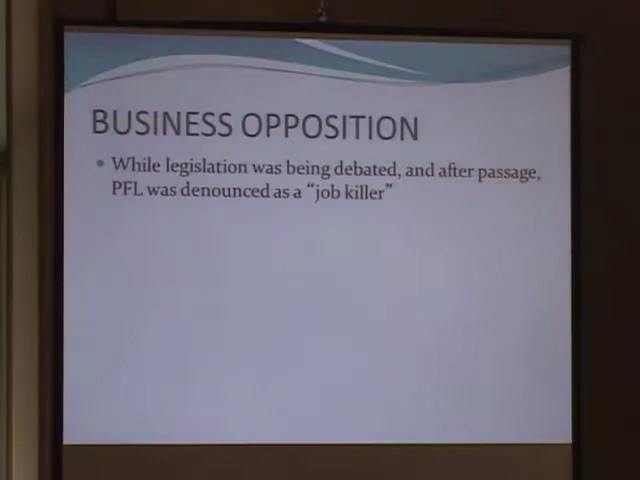 BUSINESS OPPOSITION
• While legislation was being debated, and after passage,
PFL was denounced as a “job killer”